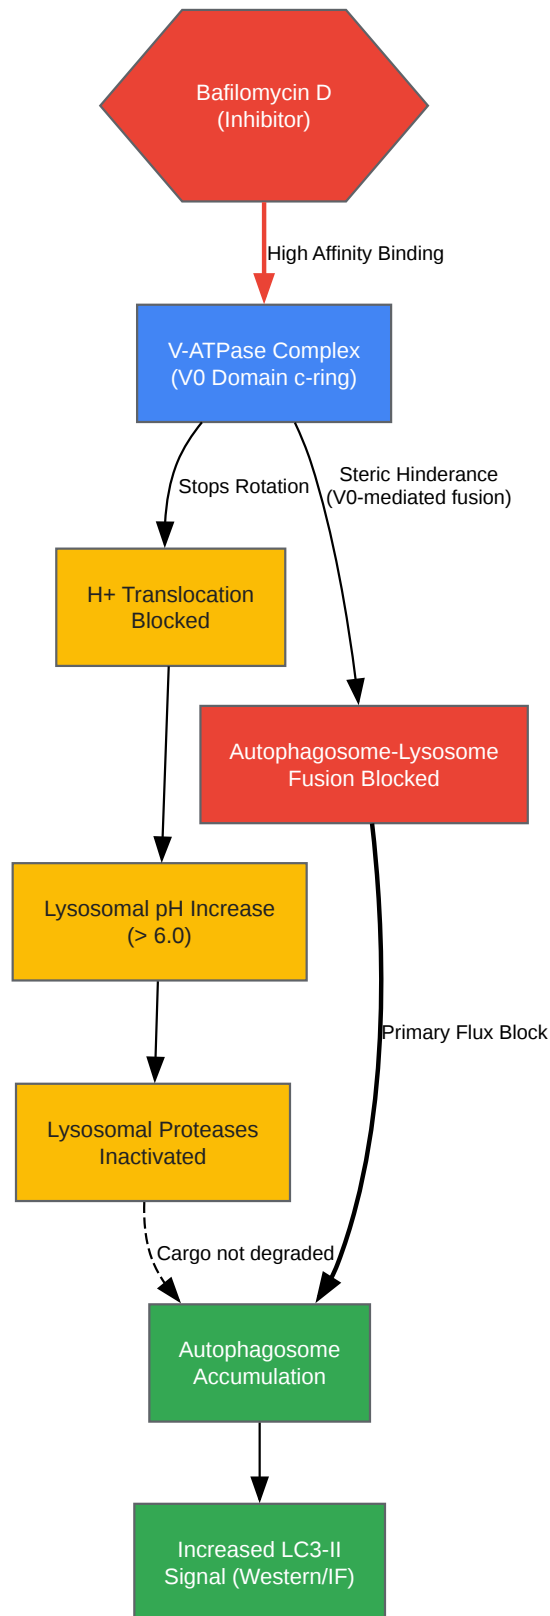 Bafilomycin D
(Inhibitor)
High Affinity Binding
V-ATPase Complex
(V0 Domain c-ring)
Stops Rotation
Steric Hinderance
(V0-mediated fusion)
H+ Translocation
Blocked
Autophagosome-Lysosome
Fusion Blocked
Lysosomal pH Increase
(> 6.0)
Primary Flux Block
Lysosomal Proteases
Inactivated
Cargo not degraded
Autophagosome
Accumulation
Increased LC3-II
Signal (Western/IF)